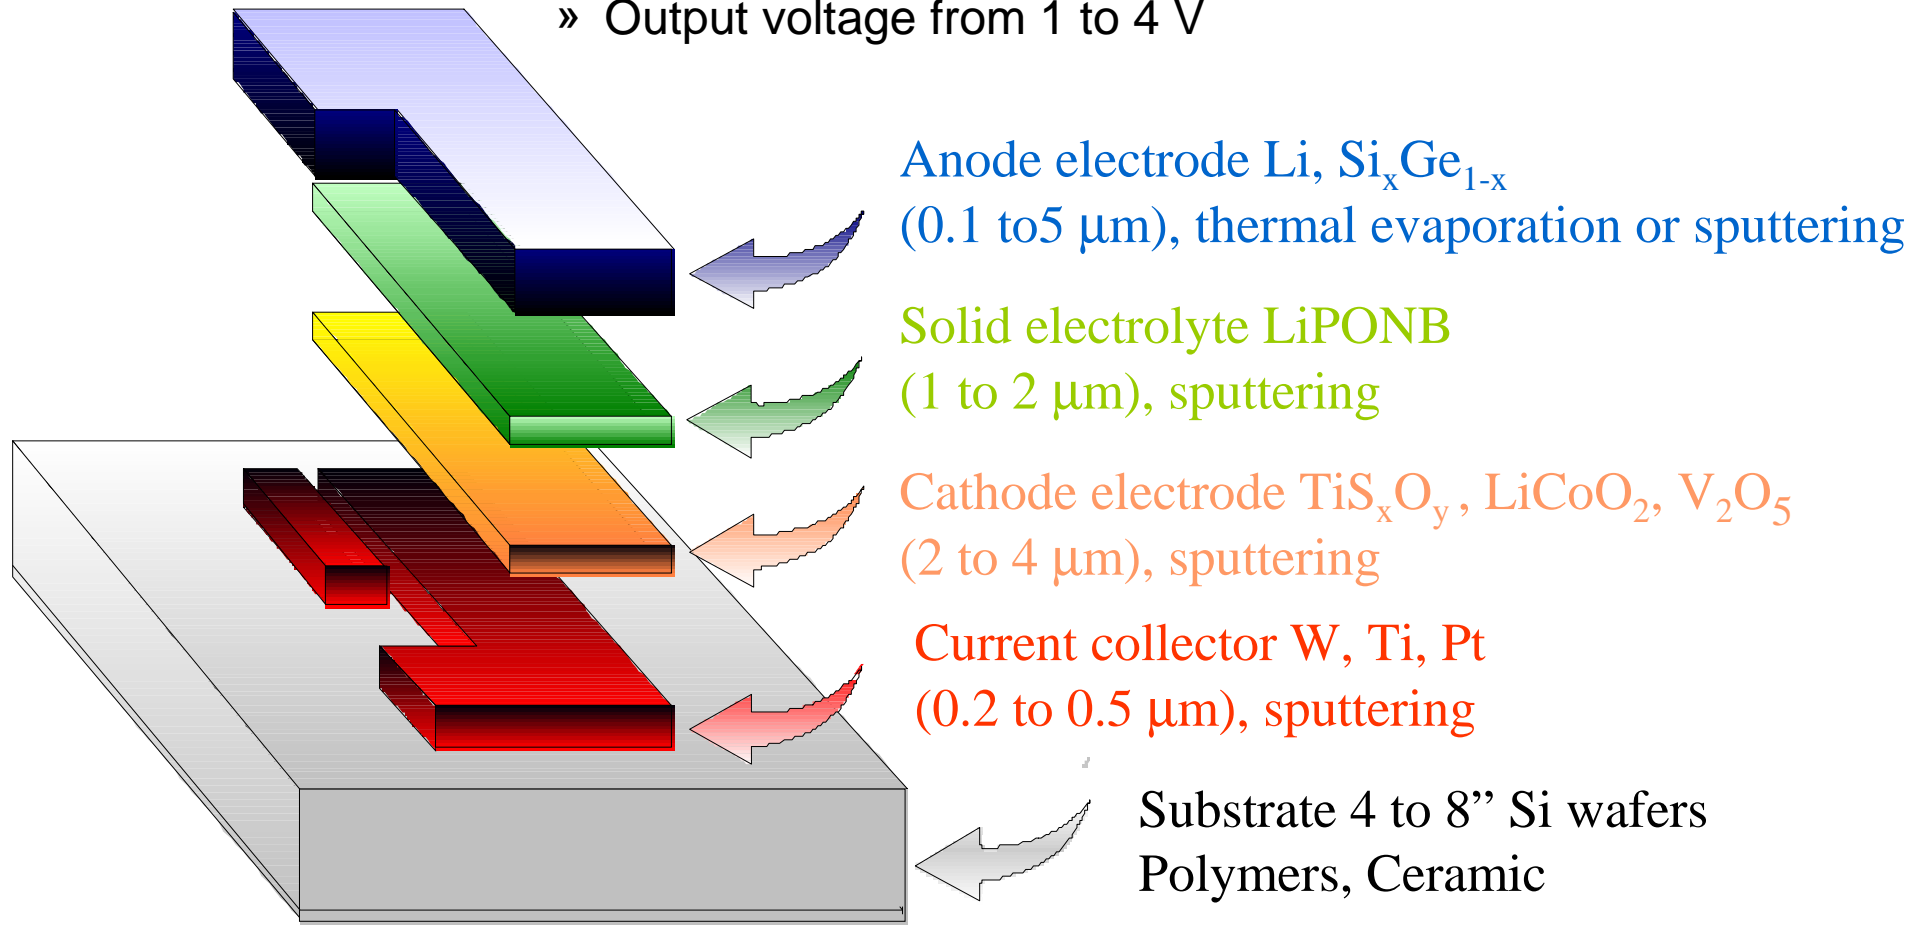 » Output voltage from 1 to 4 V
Anode electrode Li, SiₓGe₁₋ₓ
(0.1 to5 μm), thermal evaporation or sputtering
Solid electrolyte LiPONB
(1 to 2 μm), sputtering
Cathode electrode TiSₓOy , LiCoO₂, V₂O₅
(2 to 4 μm), sputtering
Current collector W, Ti, Pt
(0.2 to 0.5 μm), sputtering
Substrate 4 to 8” Si wafers
Polymers, Ceramic